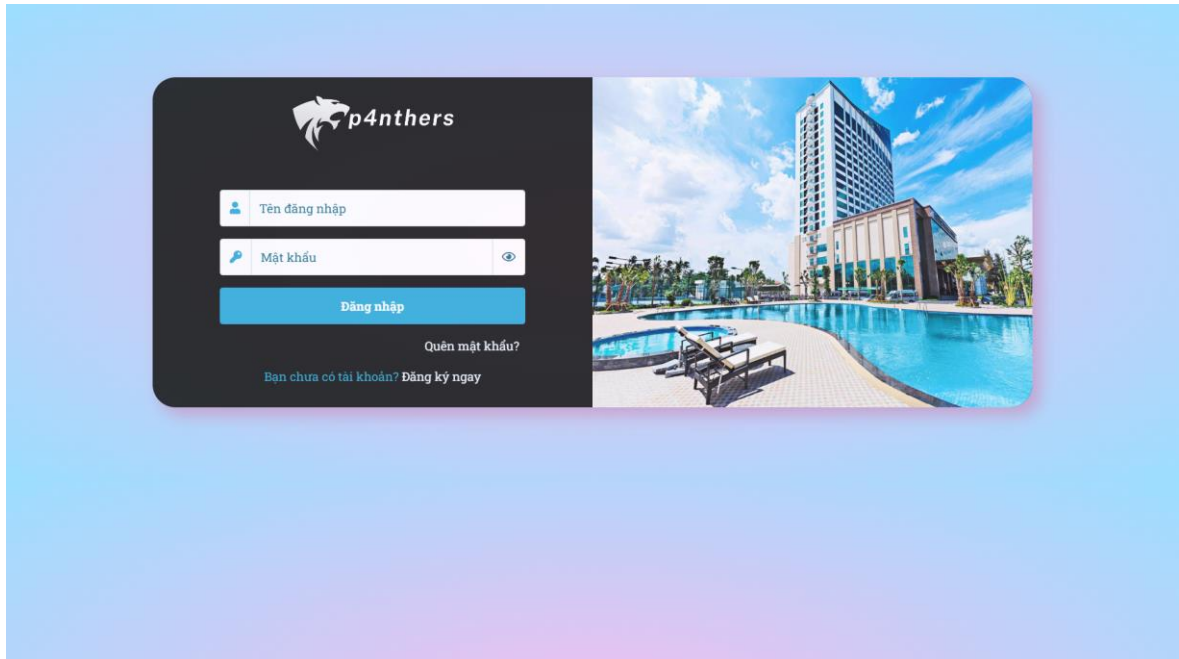 p4nthers
Tên đăng nhập
Mật khẩu
Đăng nhập
Quên mật khẩu?
Bạn chưa có tài khoản? Đăng ký ngay